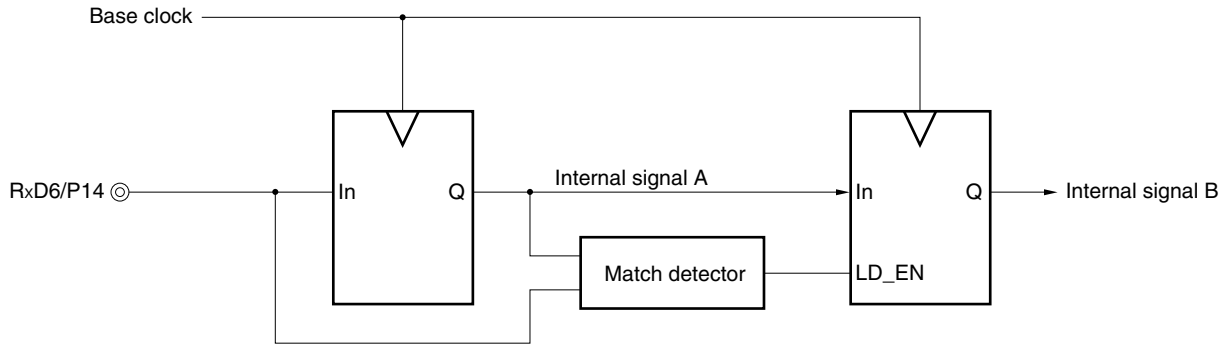 Base clock
RxD6/P14
In
Q
Internal signal A
In
Q
Internal signal B
Match detector
LD_EN